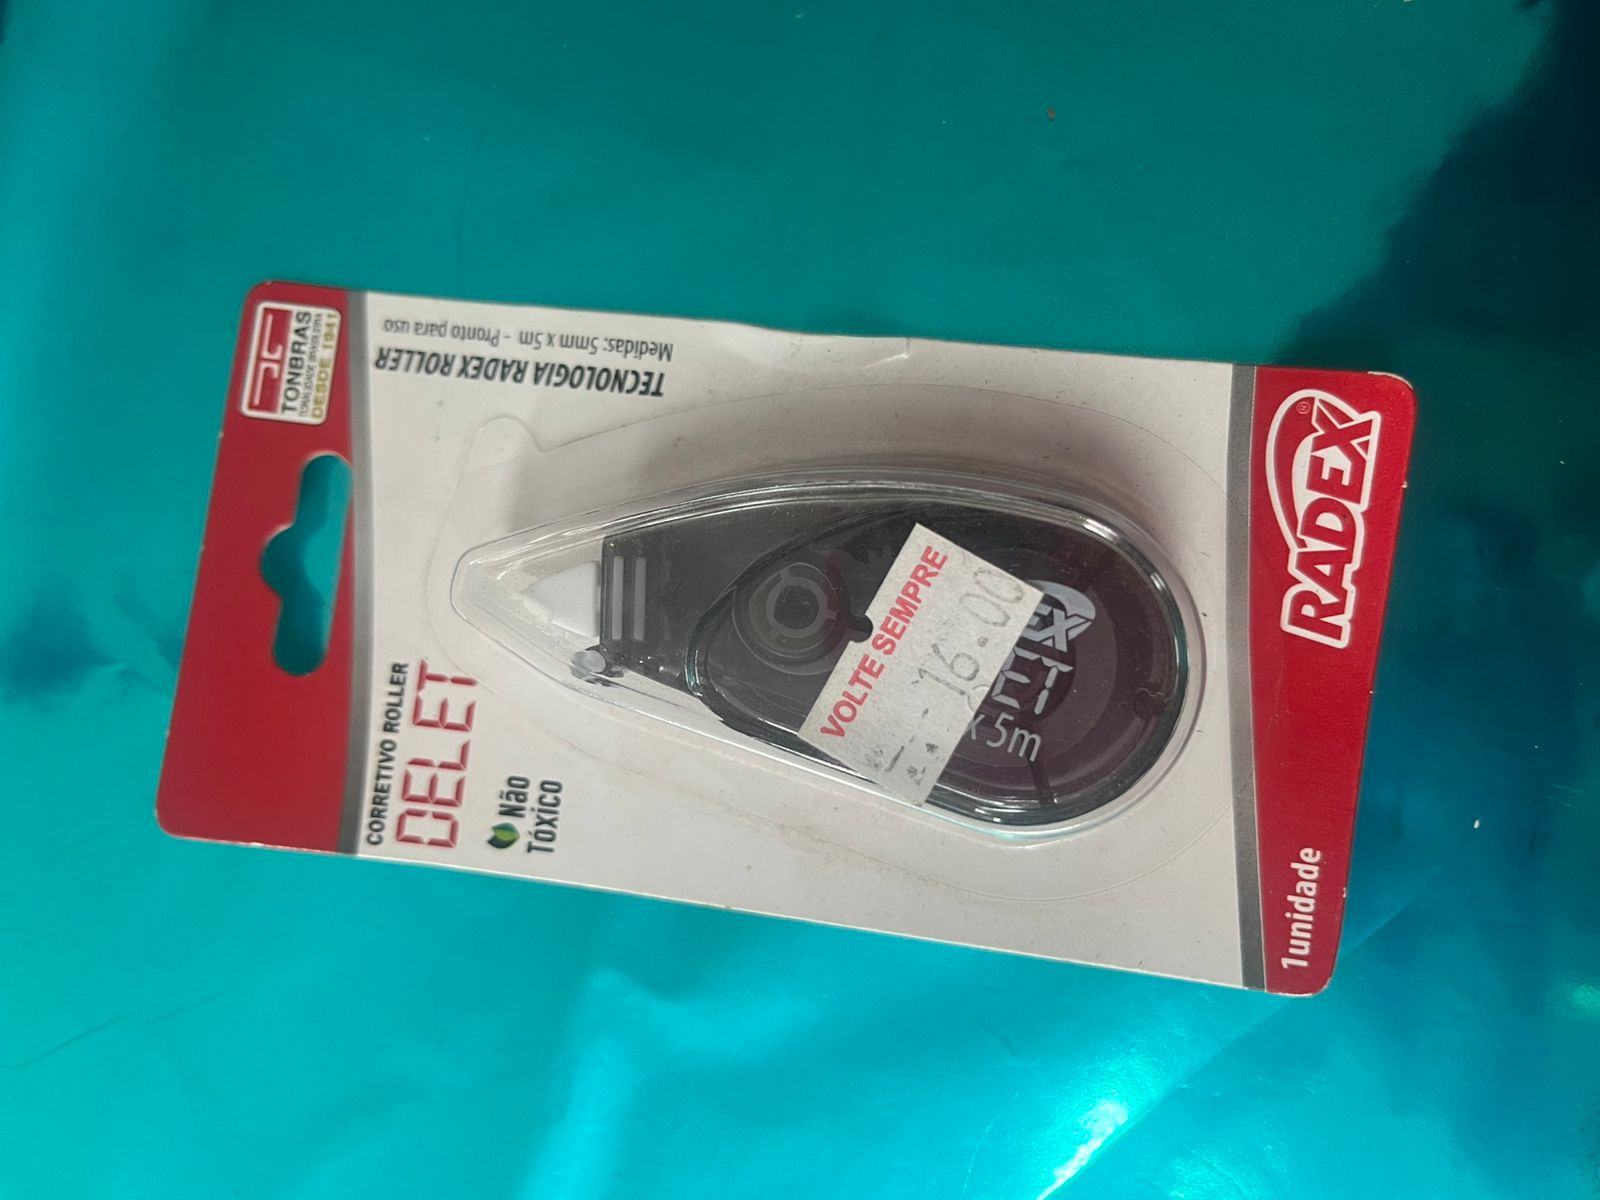 TONBRAS
DESDE 1941
CORRETIVO ROLLER
DELET
Não
Tóxico
TECNOLOGIA RADEX ROLLER
Medidas: 5mm x 5m - Pronto para uso
VOLTE SEMPRE
16.00
x 5m
RADEX®
1unidade